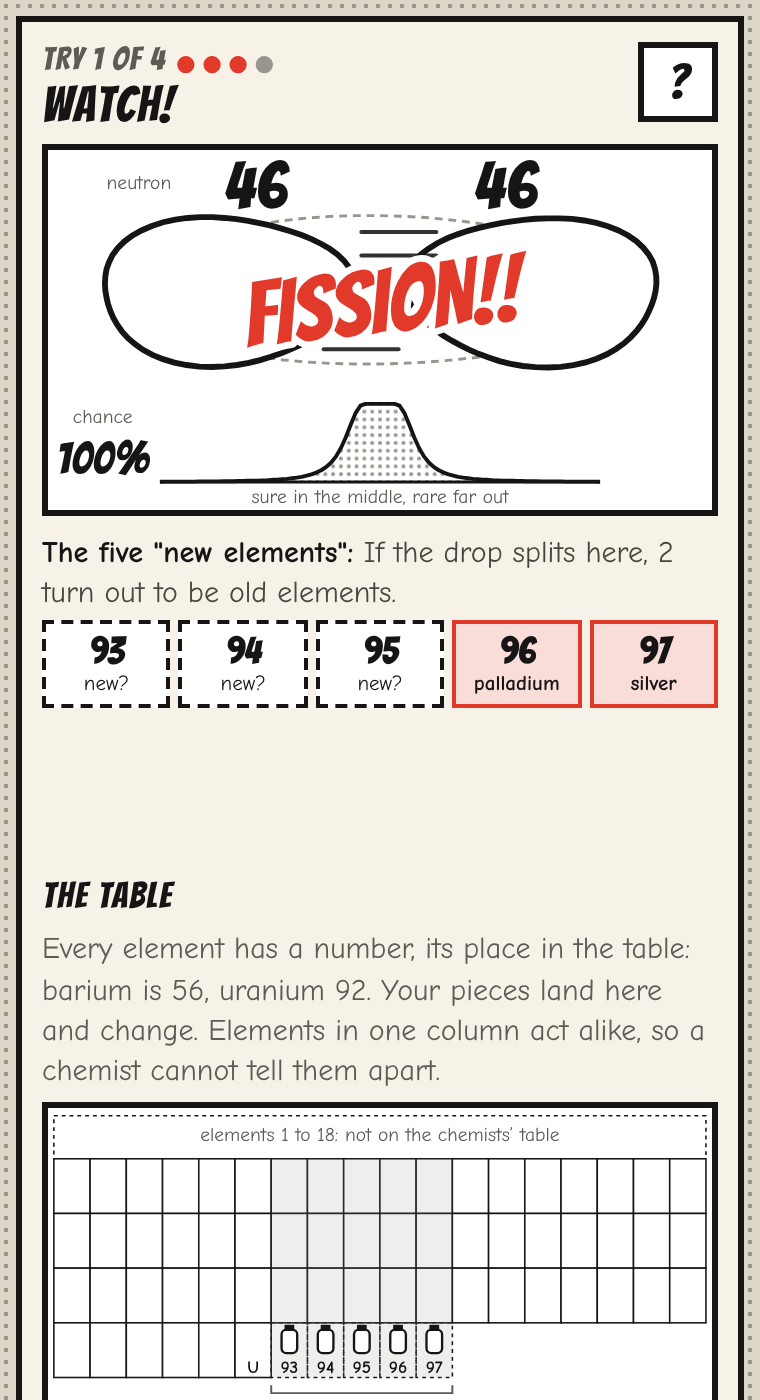 TRY 1 OF 4
WATCH!
?
neutron
46
46
FISSION!!
chance
100%
sure in the middle, rare far out
The five "new elements": If the drop splits here, 2
turn out to be old elements.
93
new?
94
new?
95
new?
96
palladium
97
silver
THE TABLE
Every element has a number, its place in the table:
barium is 56, uranium 92. Your pieces land here
and change. Elements in one column act alike, so a
chemist cannot tell them apart.
elements 1 to 18: not on the chemists' table
U 93 94 95 96 97